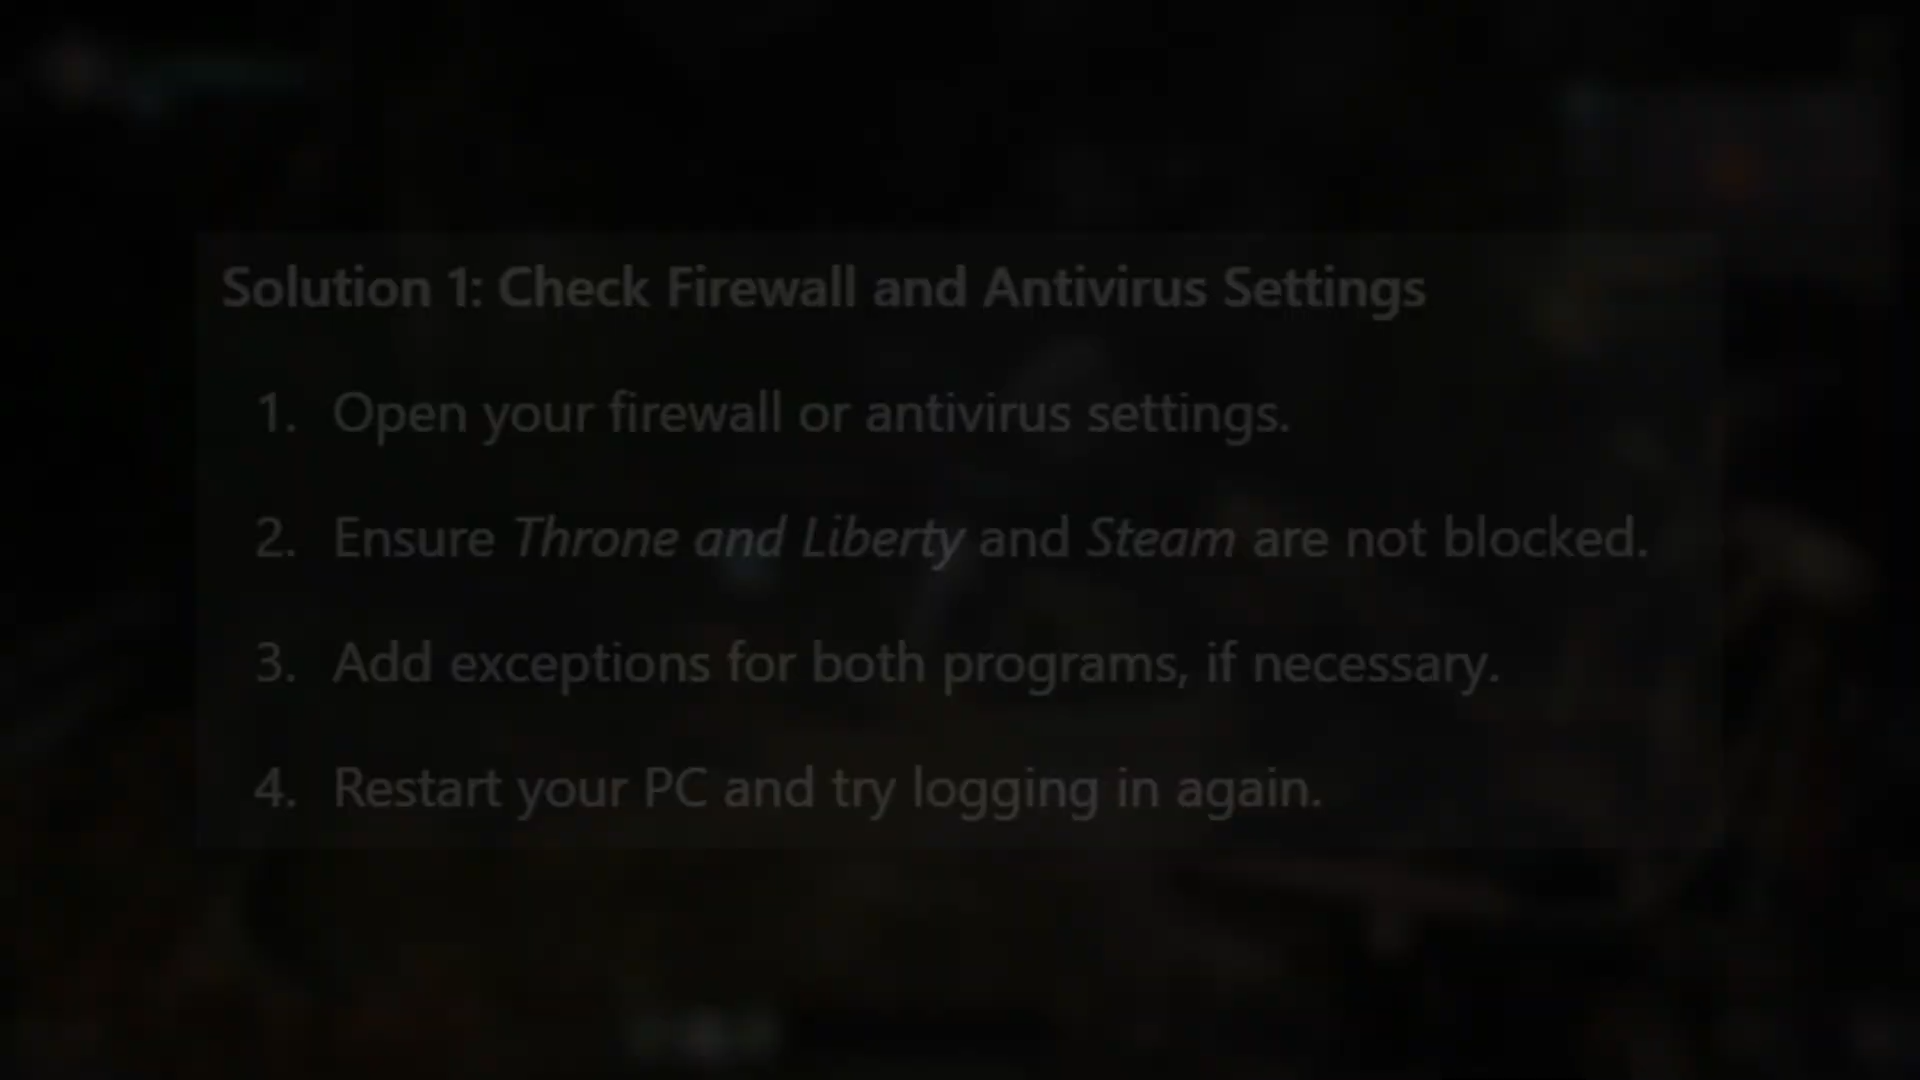 Solution 1: Check Firewall and Antivirus Settings
1. Open your firewall or antivirus settings.
2. Ensure Throne and Liberty and Steam are not blocked.
3. Add exceptions for both programs, if necessary.
4. Restart your PC and try logging in again.